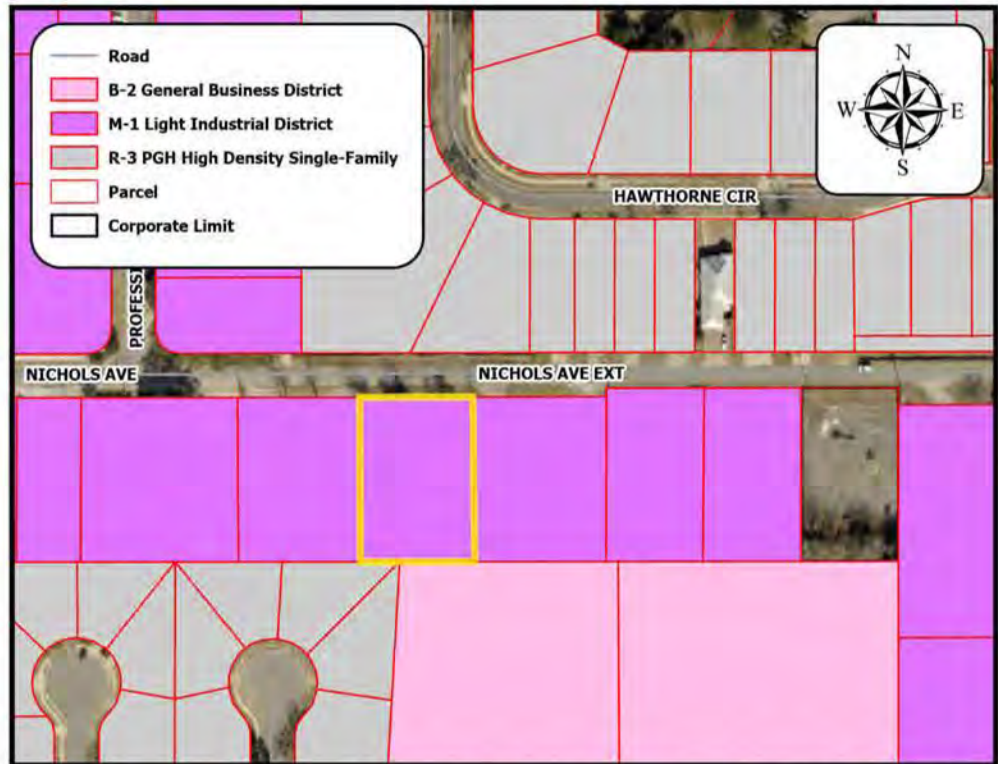 Road
B-2 General Business District
M-1 Light Industrial District
R-3 PGH High Density Single-Family
Parcel
Corporate Limit
N
W E
S
HAWTHORNE CIR
PROFESSI
NICHOLS AVE
NICHOLS AVE EXT